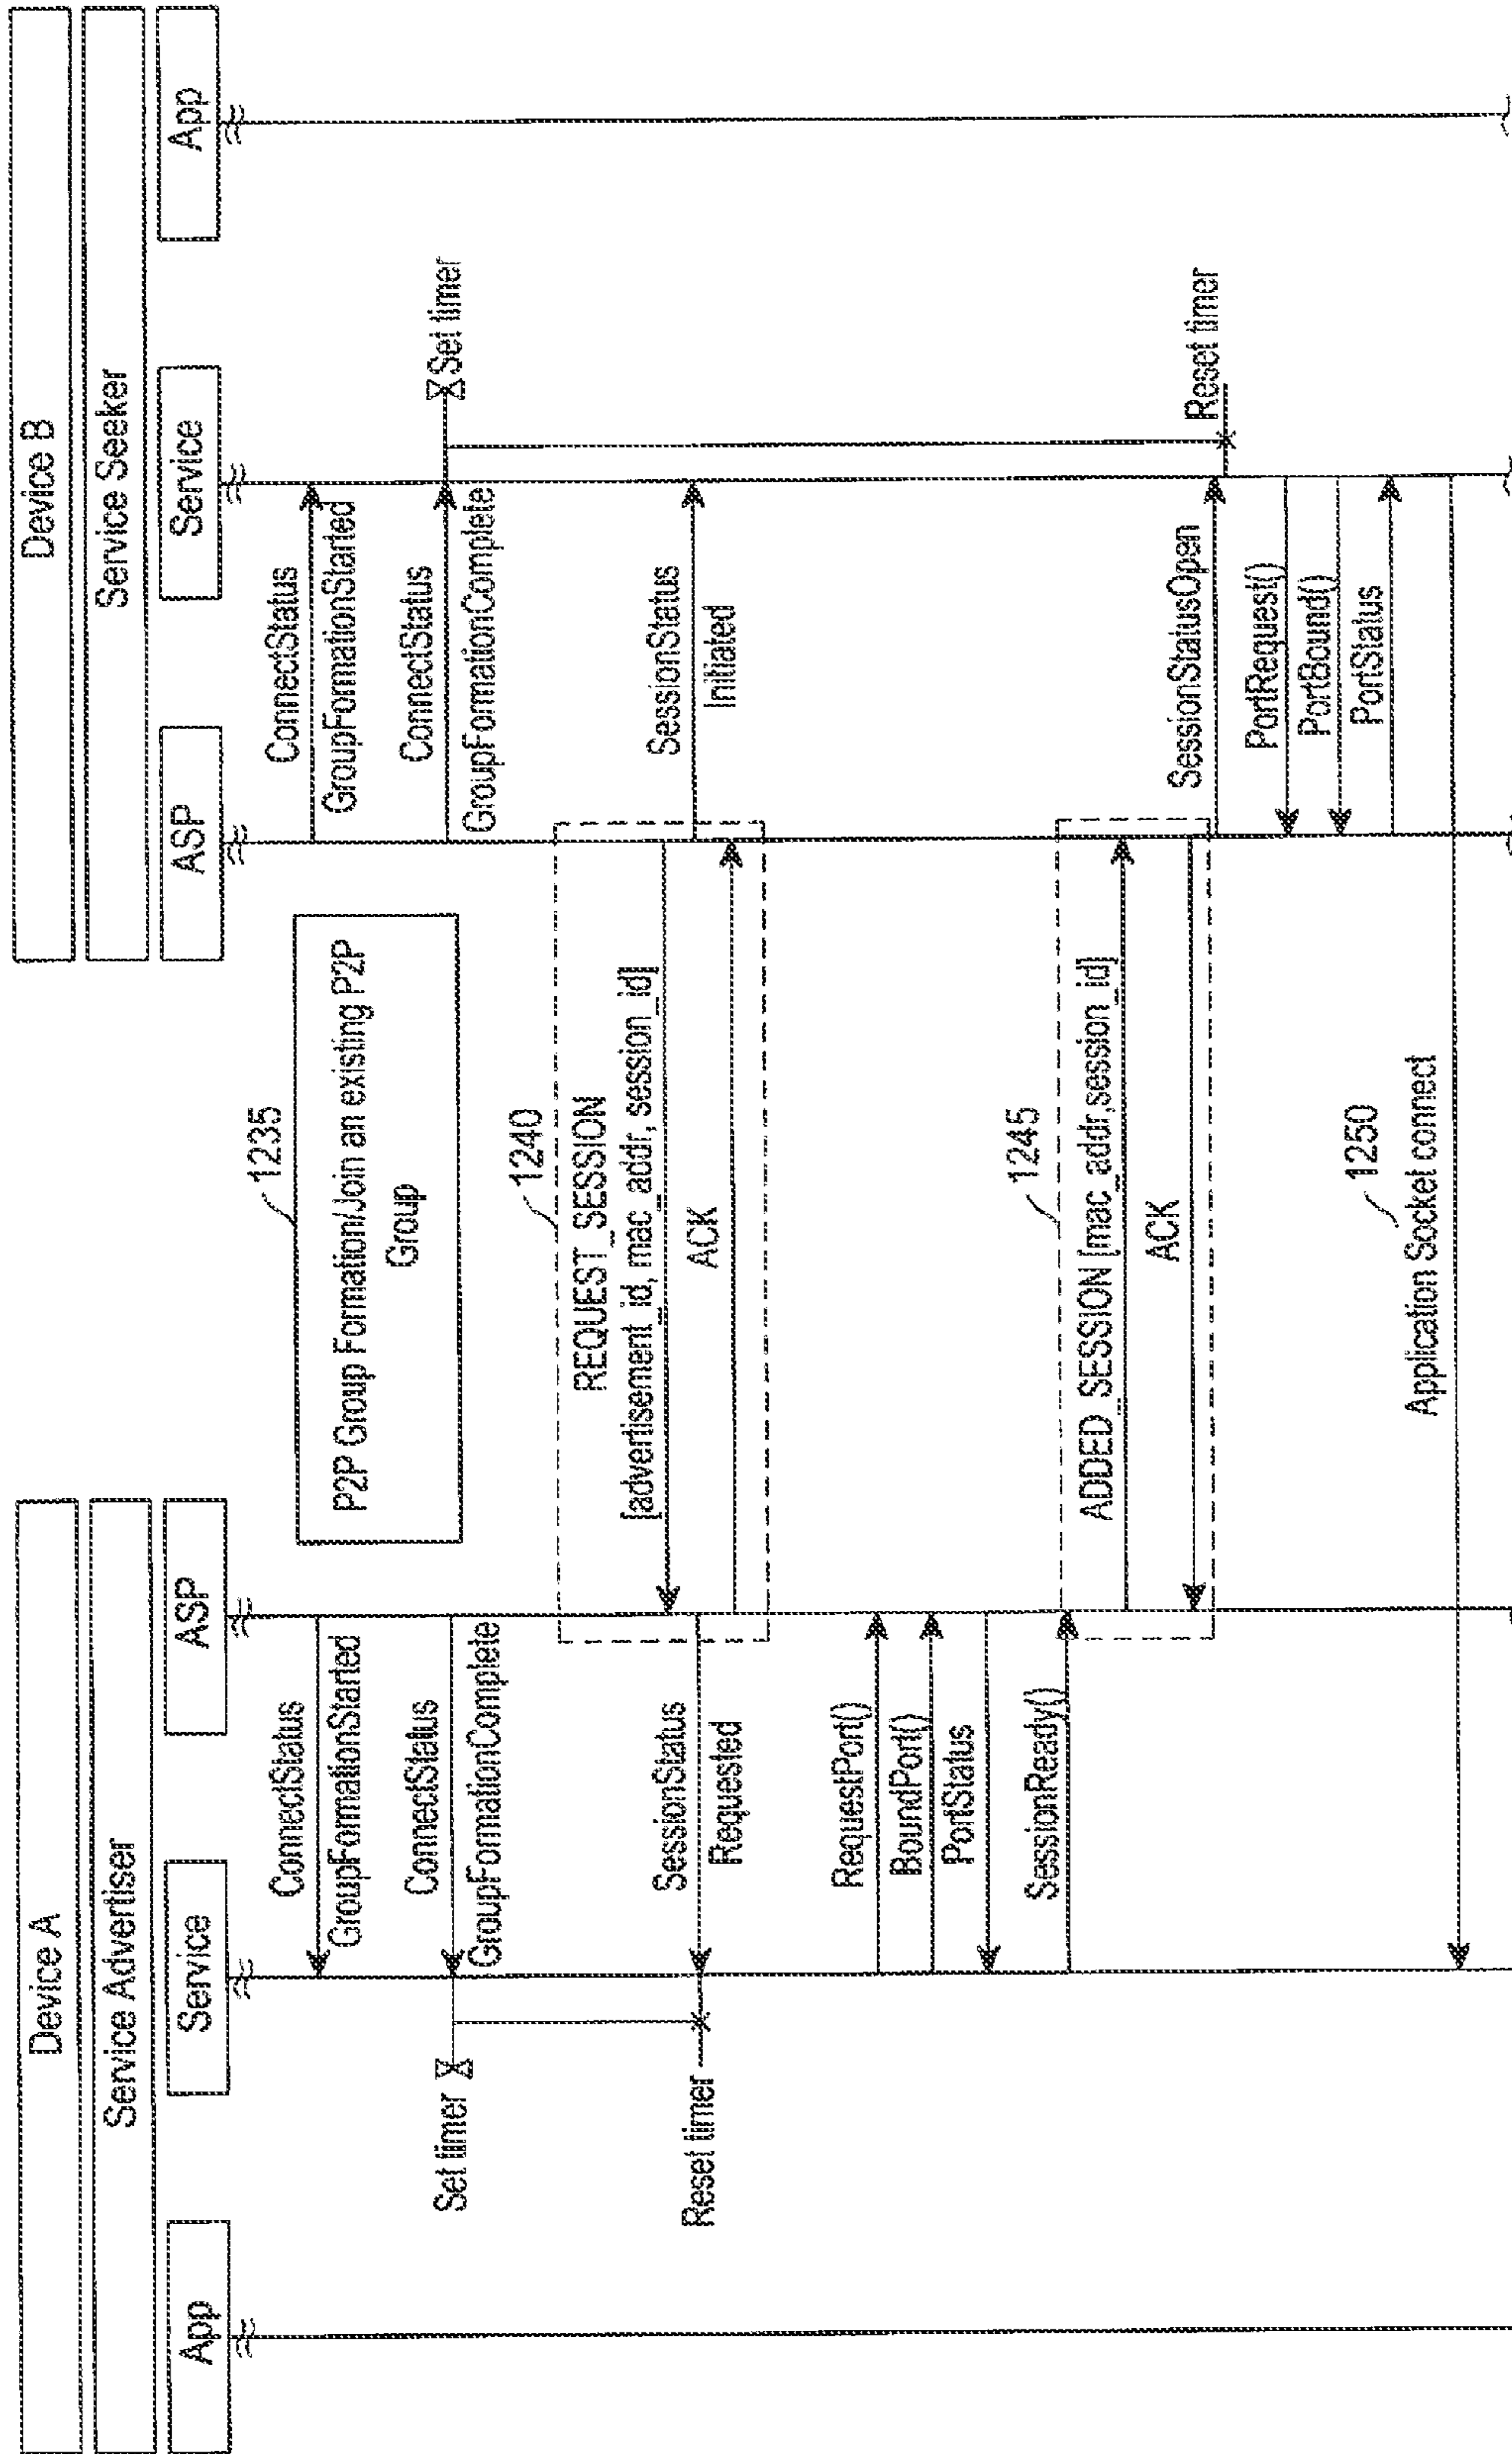 Device A
Device B
Service Advertiser
Service Seeker
App
Service
ASP
ASP
Service
App
ConnectStatus
GroupFormationStarted
1235
ConnectStatus
GroupFormationStarted
P2P Group Formation/Join an existing P2P
Group
Set timer
ConnectStatus
GroupFormationComplete
ConnectStatus
GroupFormationComplete
Set timer
1240
REQUEST_SESSION
[advertisement_id, mac_addr, session_id]
Reset timer
SessionStatus
Requested
ACK
SessionStatus
Initiated
RequestPort()
BoundPort()
PortStatus
SessionReady()
1245
ADDED_SESSION [mac_addr,session_id]
ACK
SessionStatusOpen
Reset timer
PortRequest()
PortBound()
PortStatus
1250
Application Socket connect